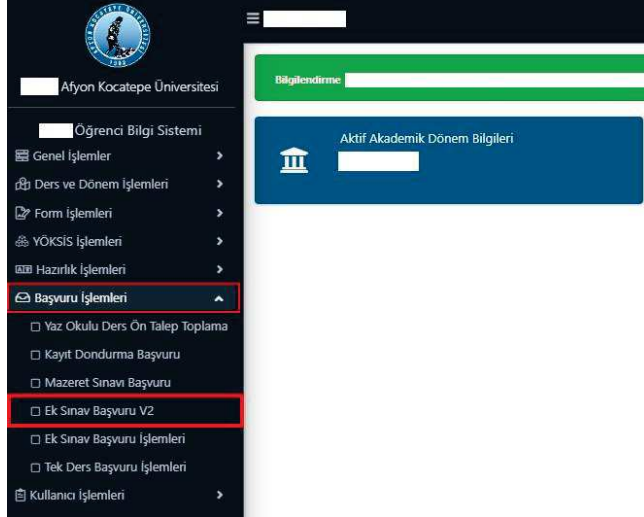 Afyon Kocatepe Üniversitesi
Öğrenci Bilgi Sistemi
Genel İşlemler
Ders ve Dönem İşlemleri
Form İşlemleri
YÖKSİS İşlemleri
Hazırlık İşlemleri
Başvuru İşlemleri
Yaz Okulu Ders Ön Talep Toplama
Kayıt Dondurma Başvuru
Mazeret Sınavı Başvuru
Ek Sınav Başvuru V2
Ek Sınav Başvuru İşlemleri
Tek Ders Başvuru İşlemleri
Kullanıcı İşlemleri
Bilgilendirme
Aktif Akademik Dönem Bilgileri